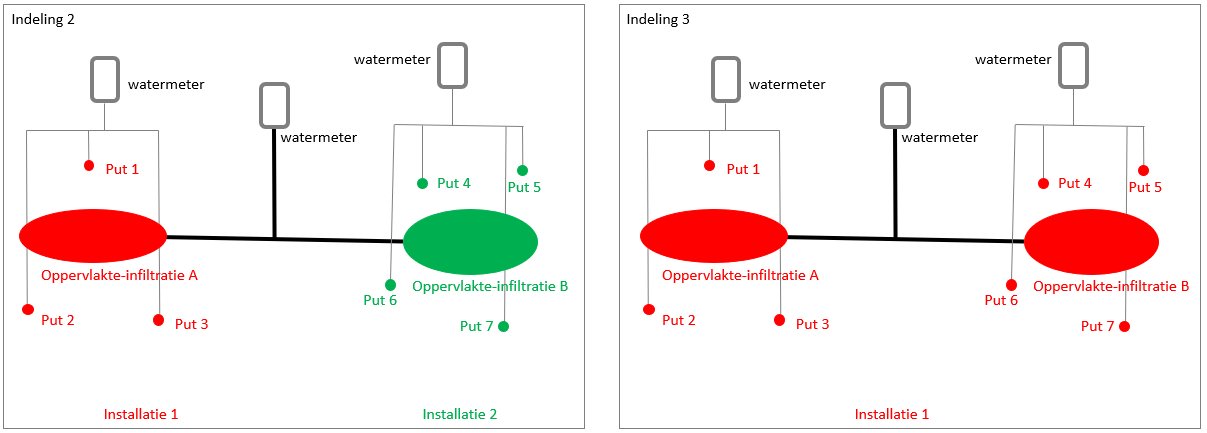 Indeling 2
watermeter
watermeter
watermeter
Put 1
Put 4
Put 5
Oppervlakte-infiltratie A
Oppervlakte-infiltratie B
Put 6
Put 2
Put 3
Put 7
Installatie 1
Installatie 2
Indeling 3
watermeter
watermeter
watermeter
Put 1
Put 4
Put 5
Oppervlakte-infiltratie A
Oppervlakte-infiltratie B
Put 6
Put 2
Put 3
Put 7
Installatie 1